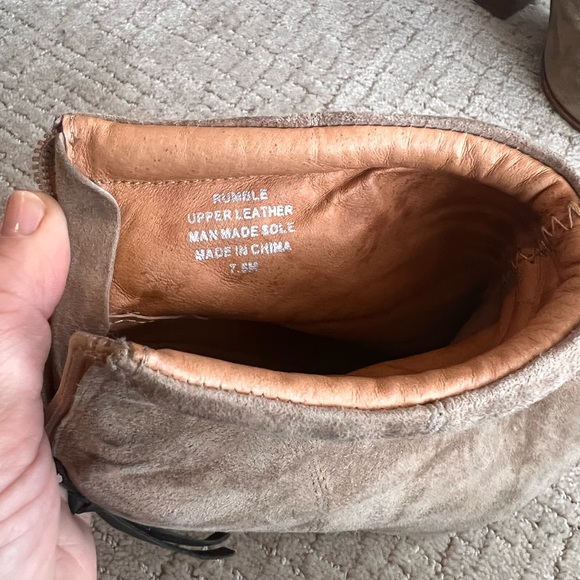 RUMBLE
UPPER LEATHER
MAN MADE SOLE
MADE IN CHINA
7.5M